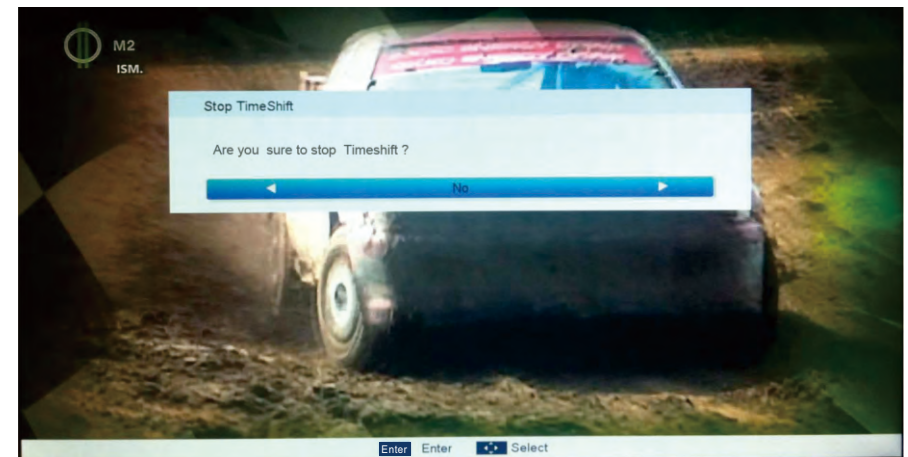 M2
ISM.
Stop TimeShift
Are you sure to stop Timeshift ?
No
Enter Enter Select